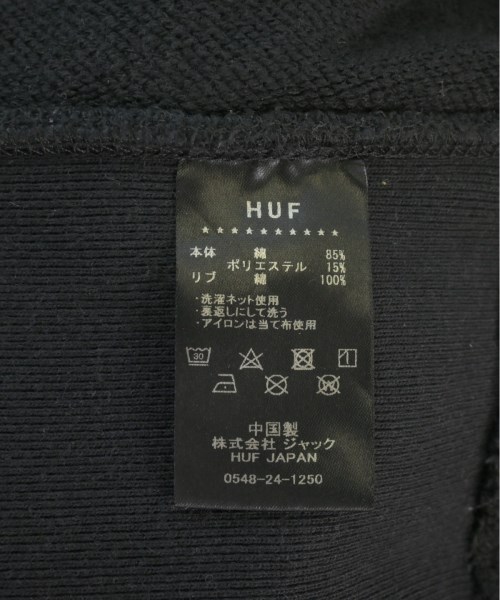 HUF
★★★★★★★★★★
本体 綿 85%
ポリエステル 15%
リブ 綿 100%
・洗濯ネット使用
・裏返しにして洗う
・アイロンは当て布使用
30
W
中国製
株式会社 ジャック
HUF JAPAN
0548-24-1250